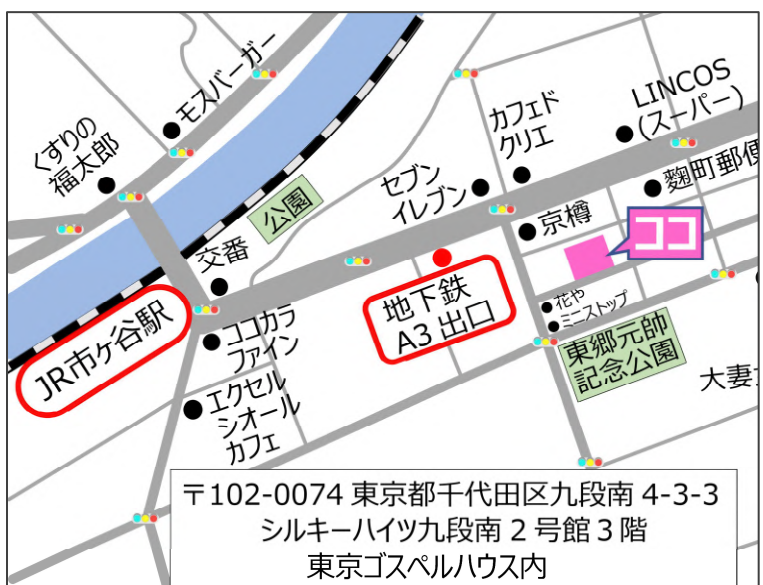 モスバーガー
くすりの
福太郎
公園
交番
JR市ヶ谷駅
カフェド
クリエ
LINCOS
(スーパー)
セブン
イレブン
麴町郵便
京樽
ココ
地下鉄
A3 出口
花や
ミニストップ
東郷元帥
記念公園
大妻
ココカラ
ファイン
エクセル
シオール
カフェ
〒102-0074 東京都千代田区九段南 4-3-3
シルキーハイツ九段南 2 号館 3 階
東京ゴスペルハウス内